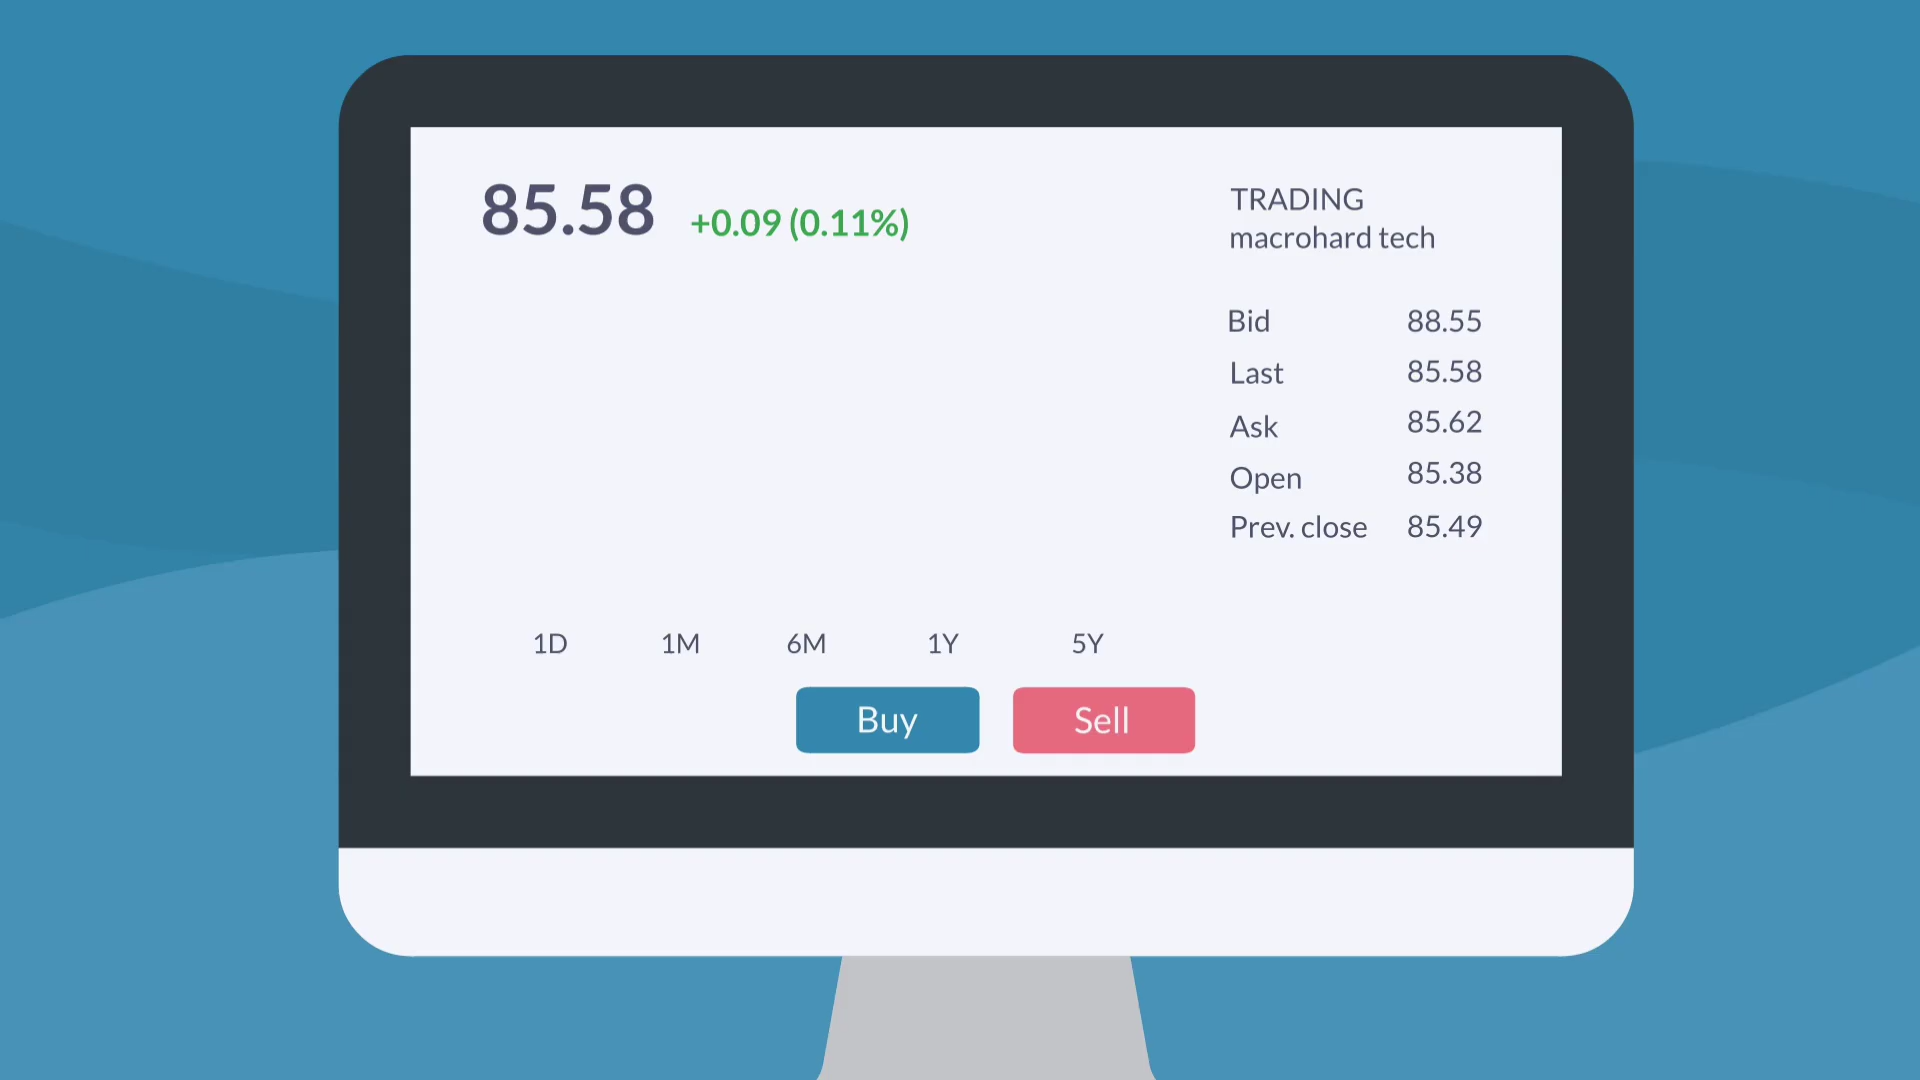 85.58 +0.09 (0.11%)
TRADING
macrohard tech
Bid 88.55
Last 85.58
Ask 85.62
Open 85.38
Prev. close 85.49
1D 1M 6M 1Y 5Y
Buy Sell